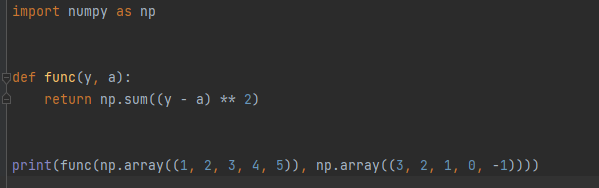 import numpy as np
def func(y, a):
    return np.sum((y - a) ** 2)
print(func(np.array((1, 2, 3, 4, 5)), np.array((3, 2, 1, 0, -1))))